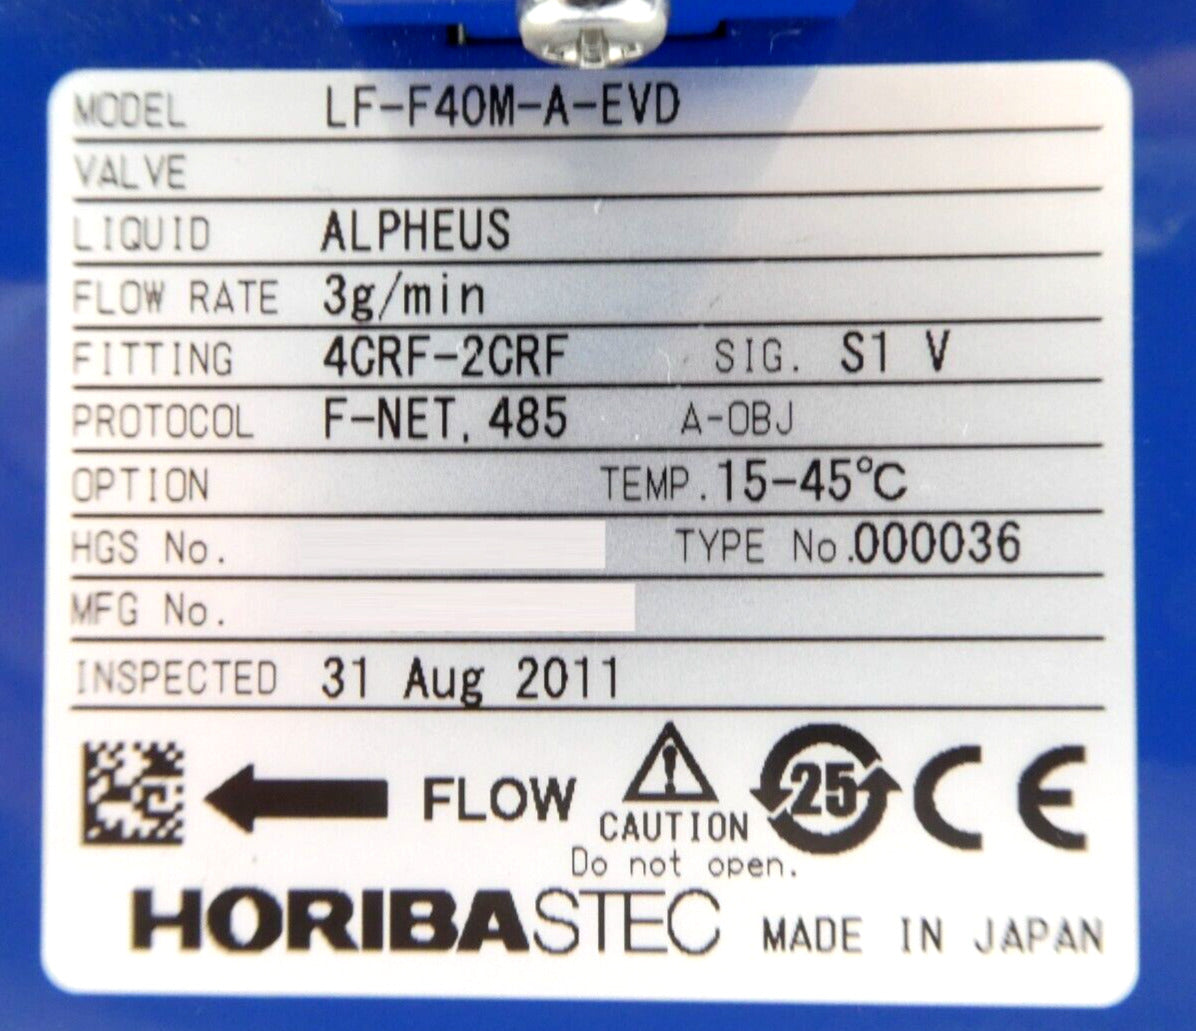 MODEL LF-F40M-A-EVD
VALVE
LIQUID ALPHEUS
FLOW RATE 3g/min
FITTING 4CRF-2CRF SIG. S1 V
PROTOCOL F-NET, 485 A-OBJ
OPTION TEMP. 15-45°C
HGS No. TYPE No. 000036
MFG No.
INSPECTED 31 Aug 2011
FLOW 25 CE
CAUTION
Do not open.
HORIBASTEC MADE IN JAPAN